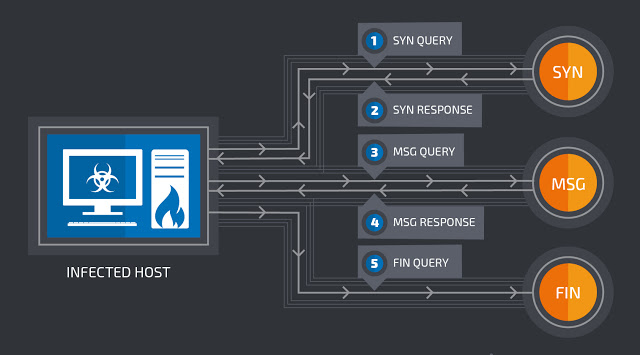 1 SYN QUERY
SYN
2 SYN RESPONSE
3 MSG QUERY
MSG
4 MSG RESPONSE
5 FIN QUERY
INFECTED HOST
FIN